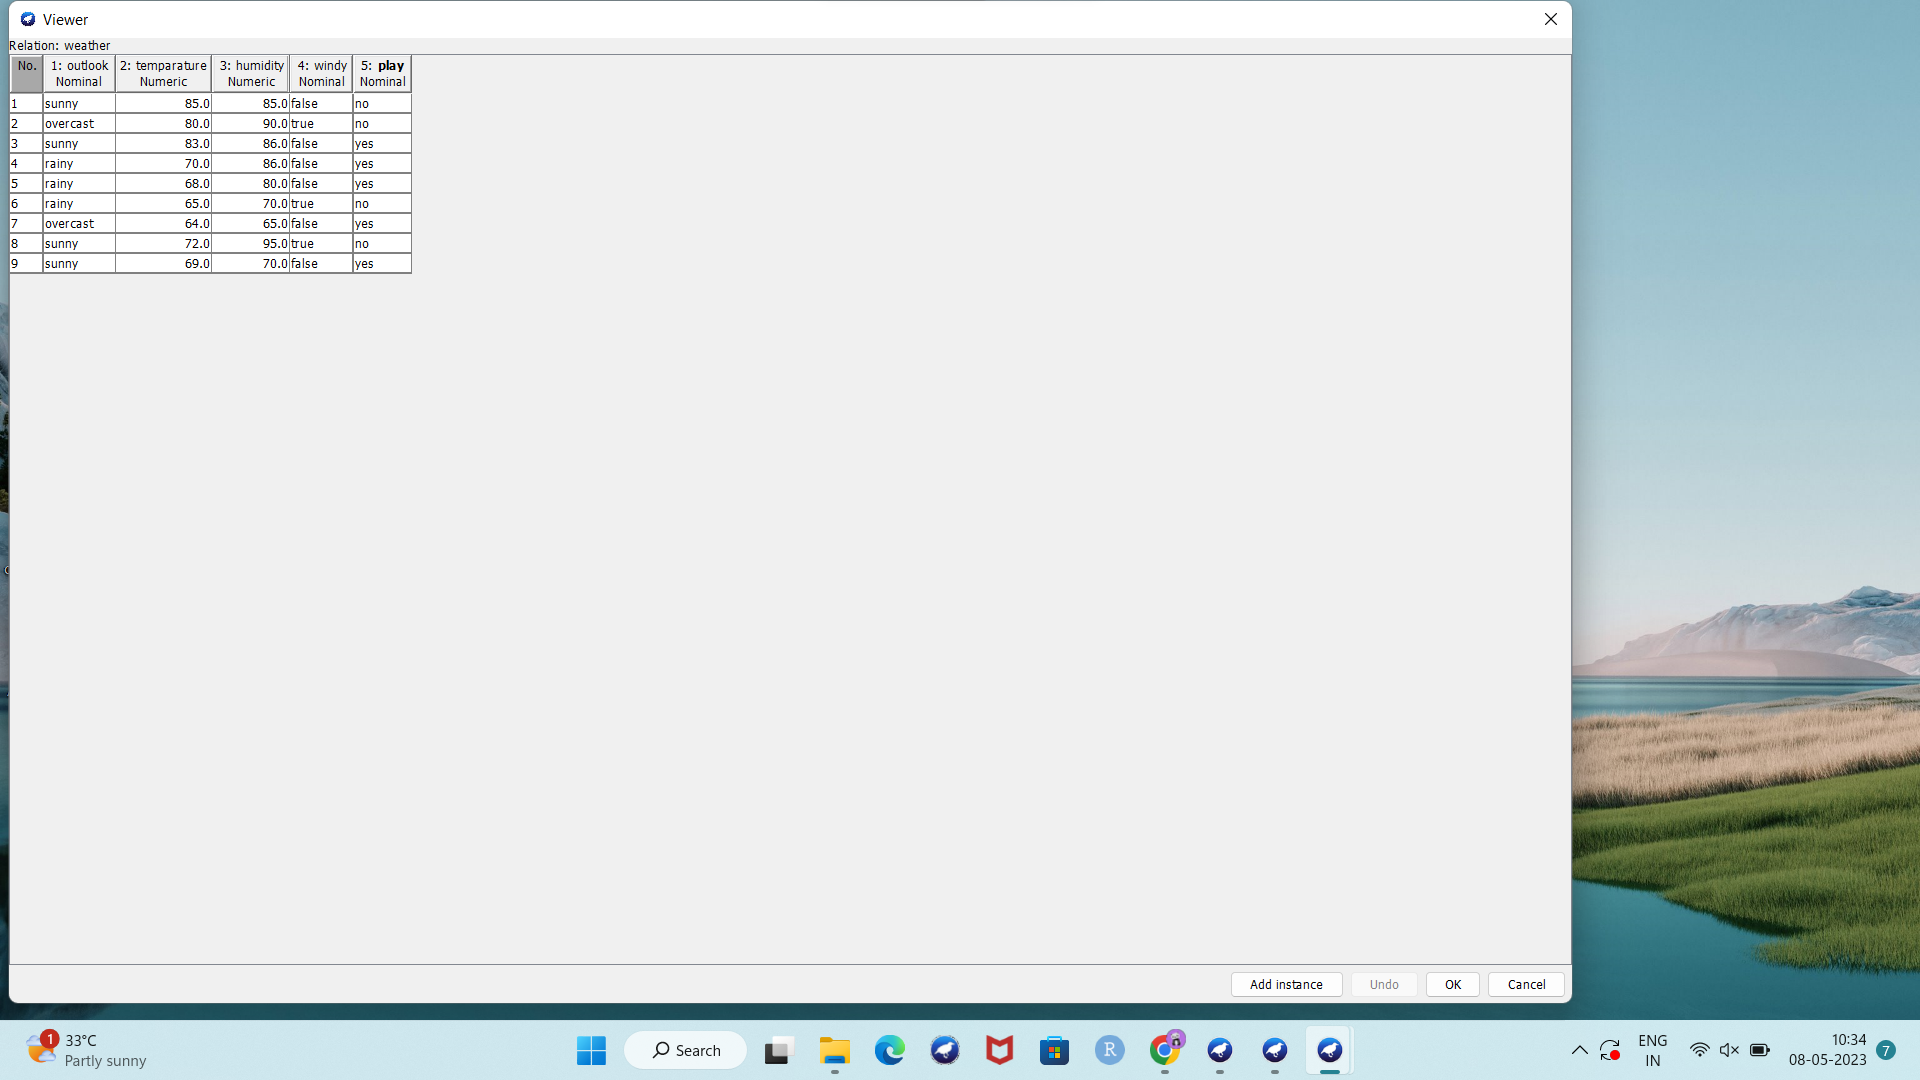 Viewer
Relation: weather
No. 1: outlook 2: temparature 3: humidity 4: windy 5: play
Nominal Numeric Numeric Nominal Nominal
1 sunny 85.0 85.0 false no
2 overcast 80.0 90.0 true no
3 sunny 83.0 86.0 false yes
4 rainy 70.0 86.0 false yes
5 rainy 68.0 80.0 false yes
6 rainy 65.0 70.0 true no
7 overcast 64.0 65.0 false yes
8 sunny 72.0 95.0 true no
9 sunny 69.0 70.0 false yes
Add instance Undo OK Cancel
1 33°C
Partly sunny
Search
R
ENG
IN
10:34
08-05-2023
7